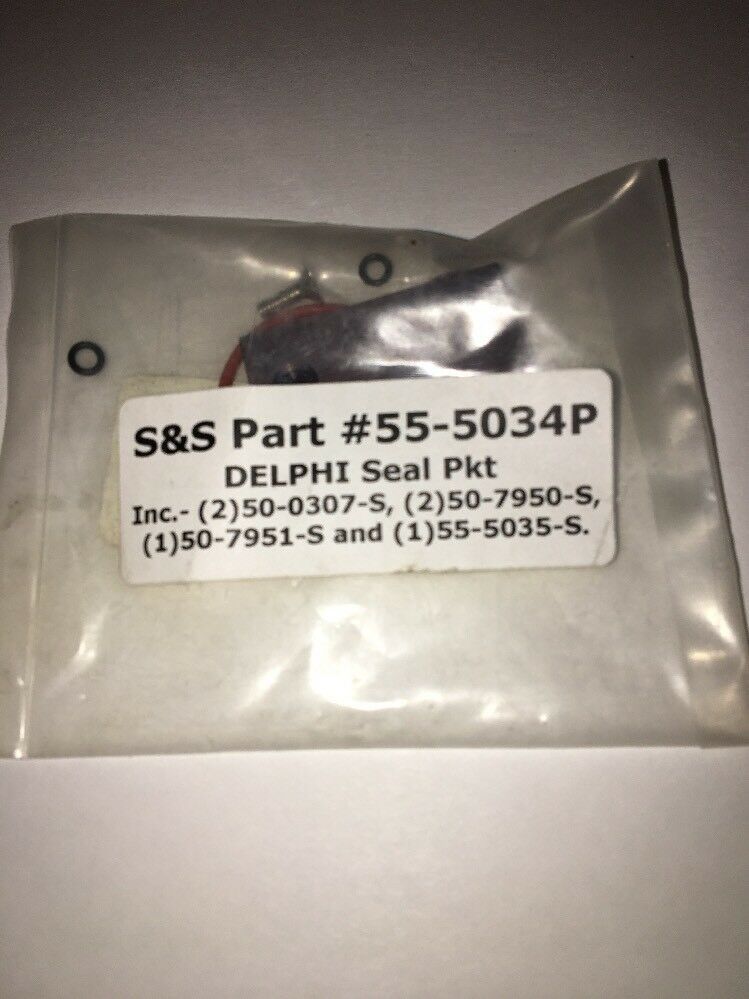 S&S Part #55-5034P
DELPHI Seal Pkt
Inc.- (2)50-0307-S, (2)50-7950-S,
(1)50-7951-S and (1)55-5035-S.